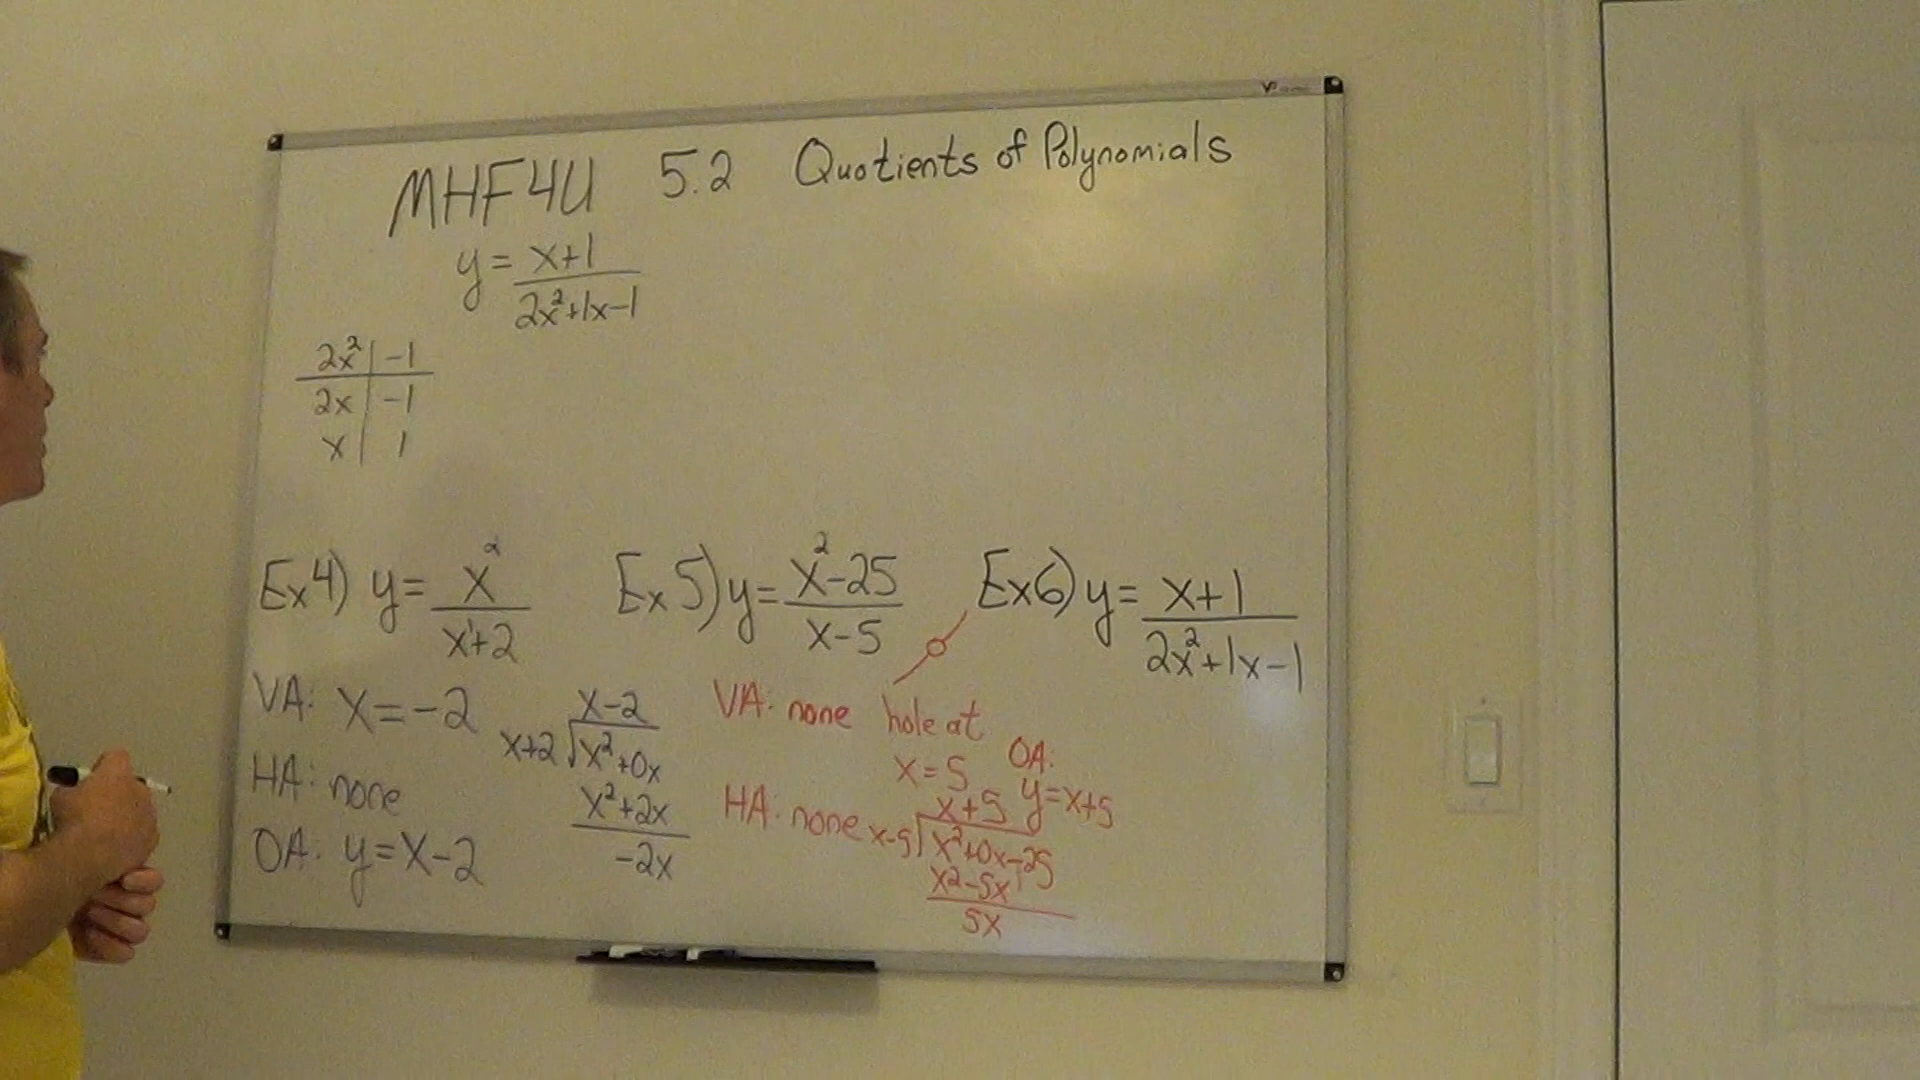 MHF4U 5.2 Quotients of Polynomials
y = x+1
2x²+1x-1
2x² | -1
2x | -1
x | 1
Ex4) y = x²
x¹+2
VA: x = -2
HA: none
OA. y = x-2
x-2
x+2 √x²+0x
x²+2x
-2x
Ex5) y = x²-25
x-5
VA: none hole at
x=5
HA: none
OA:
y=x+5
x+5
x-5 √x²+0x-25
x²-5x
5x
Ex6) y = x+1
2x²+1x-1